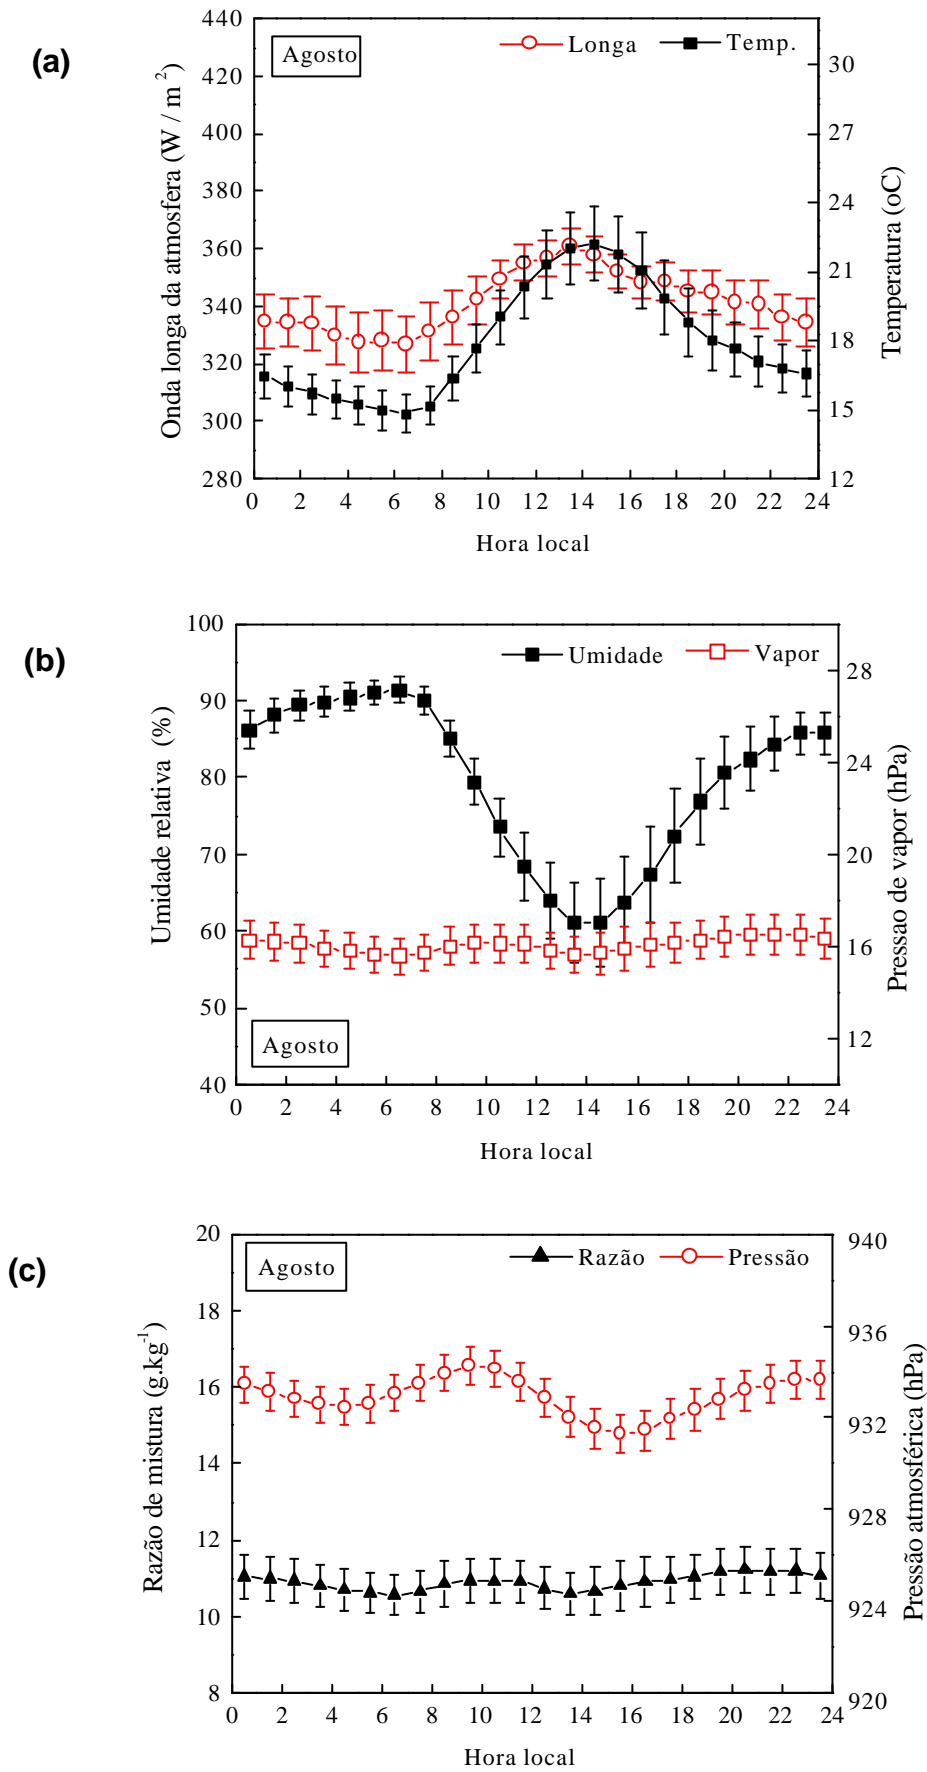 (a)
Agosto
Longa
Temp.
Onda longa da atmosfera (W / m²)
440
420
400
380
360
340
320
300
280
Temperatura (oC)
30
27
24
21
18
15
12
0 2 4 6 8 10 12 14 16 18 20 22 24
Hora local
(b)
Umidade
Vapor
Agosto
Umidade relativa (%)
100
90
80
70
60
50
40
Pressao de vapor (hPa)
28
24
20
16
12
0 2 4 6 8 10 12 14 16 18 20 22 24
Hora local
(c)
Agosto
Razão
Pressão
Razão de mistura (g.kg⁻¹)
20
18
16
14
12
10
8
Pressão atmosférica (hPa)
940
936
932
928
924
920
0 2 4 6 8 10 12 14 16 18 20 22 24
Hora local